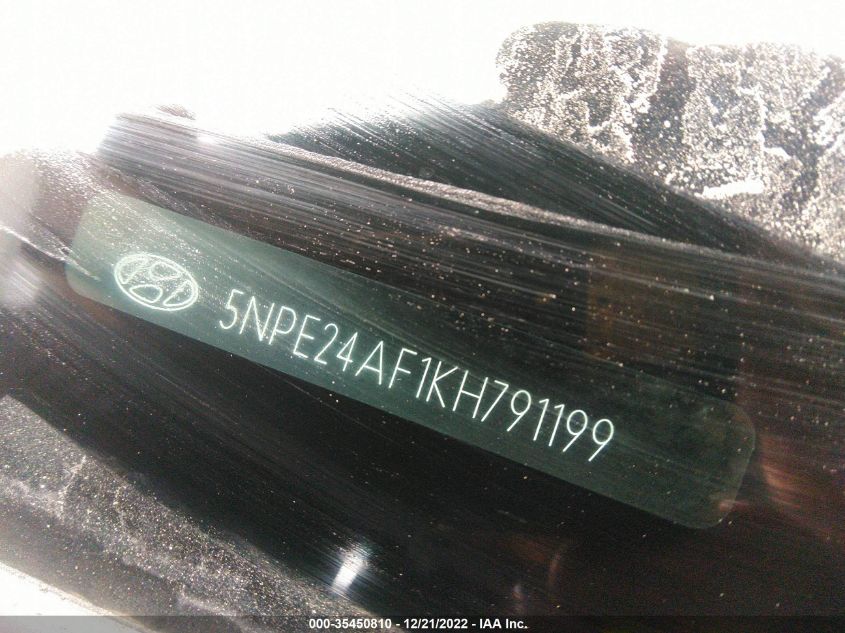 5NPE24AF1KH791199
000-35450810 - 12/21/2022 - IAA Inc.